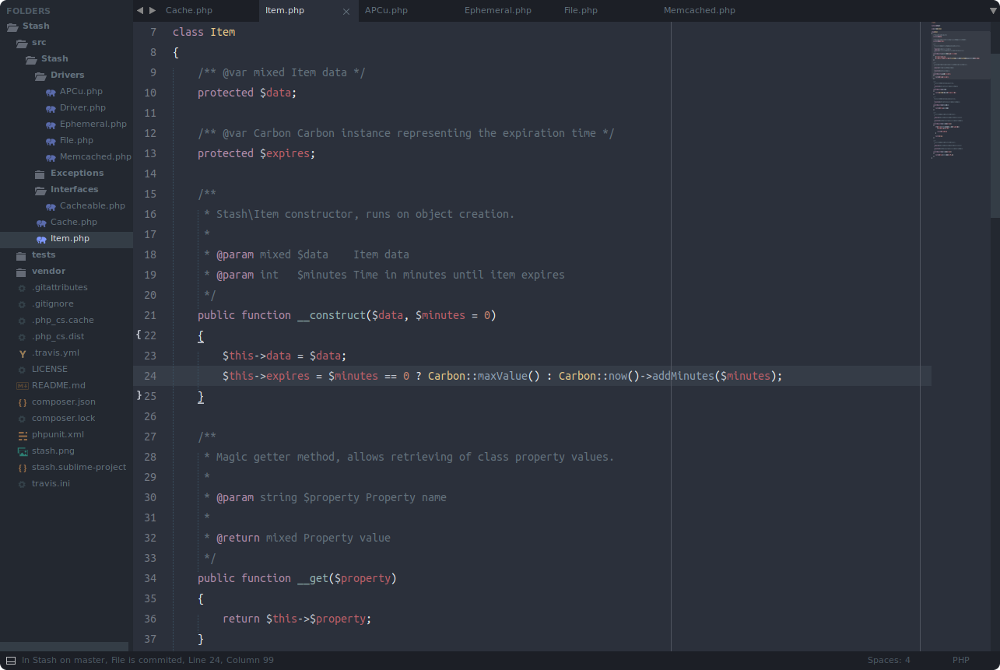 FOLDERS
Stash
src
Stash
Drivers
APCu.php
Driver.php
Ephemeral.php
File.php
Memcached.php
Exceptions
Interfaces
Cacheable.php
Cache.php
Item.php
tests
vendor
.gitattributes
.gitignore
.php_cs.cache
.php_cs.dist
.travis.yml
LICENSE
README.md
composer.json
composer.lock
phpunit.xml
stash.png
stash.sublime-project
travis.ini
Cache.php Item.php APCu.php Ephemeral.php File.php Memcached.php
7 class Item
8 {
9 /** @var mixed Item data */
10 protected $data;
11
12 /** @var Carbon Carbon instance representing the expiration time */
13 protected $expires;
14
15 /**
16 * Stash\Item constructor, runs on object creation.
17 *
18 * @param mixed $data    Item data
19 * @param int   $minutes Time in minutes until item expires
20 */
21 public function __construct($data, $minutes = 0)
22 {
23 $this->data = $data;
24 $this->expires = $minutes == 0 ? Carbon::maxValue() : Carbon::now()->addMinutes($minutes);
25 }
26
27 /**
28 * Magic getter method, allows retrieving of class property values.
29 *
30 * @param string $property Property name
31 *
32 * @return mixed Property value
33 */
34 public function __get($property)
35 {
36 return $this->$property;
37 }
In Stash on master, File is commited, Line 24, Column 99 Spaces: 4 PHP